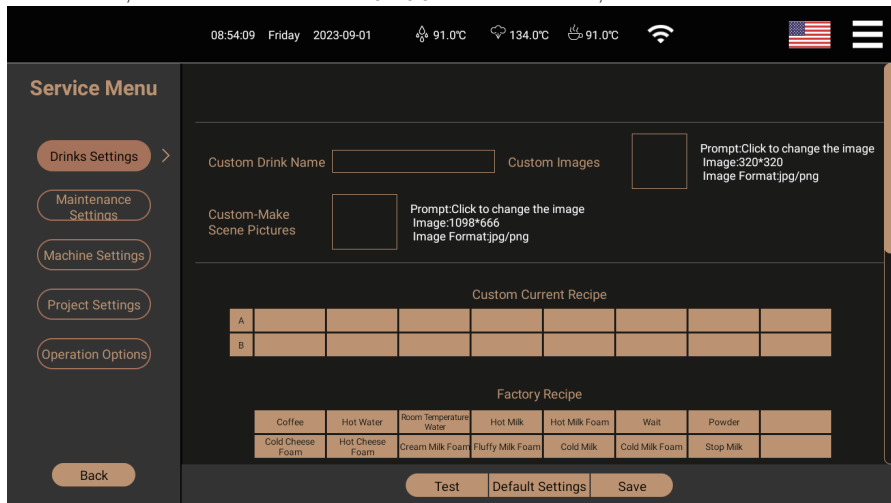 08:54:09 Friday 2023-09-01 91.0℃ 134.0℃ 91.0℃
Service Menu
Drinks Settings
Maintenance
Settings
Machine Settings
Project Settings
Operation Options
Back
Custom Drink Name
Custom Images
Prompt:Click to change the image
Image:320*320
Image Format:jpg/png
Custom-Make
Scene Pictures
Prompt:Click to change the image
Image:1098*666
Image Format:jpg/png
Custom Current Recipe
A
B
Factory Recipe
Coffee Hot Water Room Temperature Water Hot Milk Hot Milk Foam Wait Powder
Cold Cheese Foam Hot Cheese Foam Cream Milk Foam Fluffy Milk Foam Cold Milk Cold Milk Foam Stop Milk
Test Default Settings Save